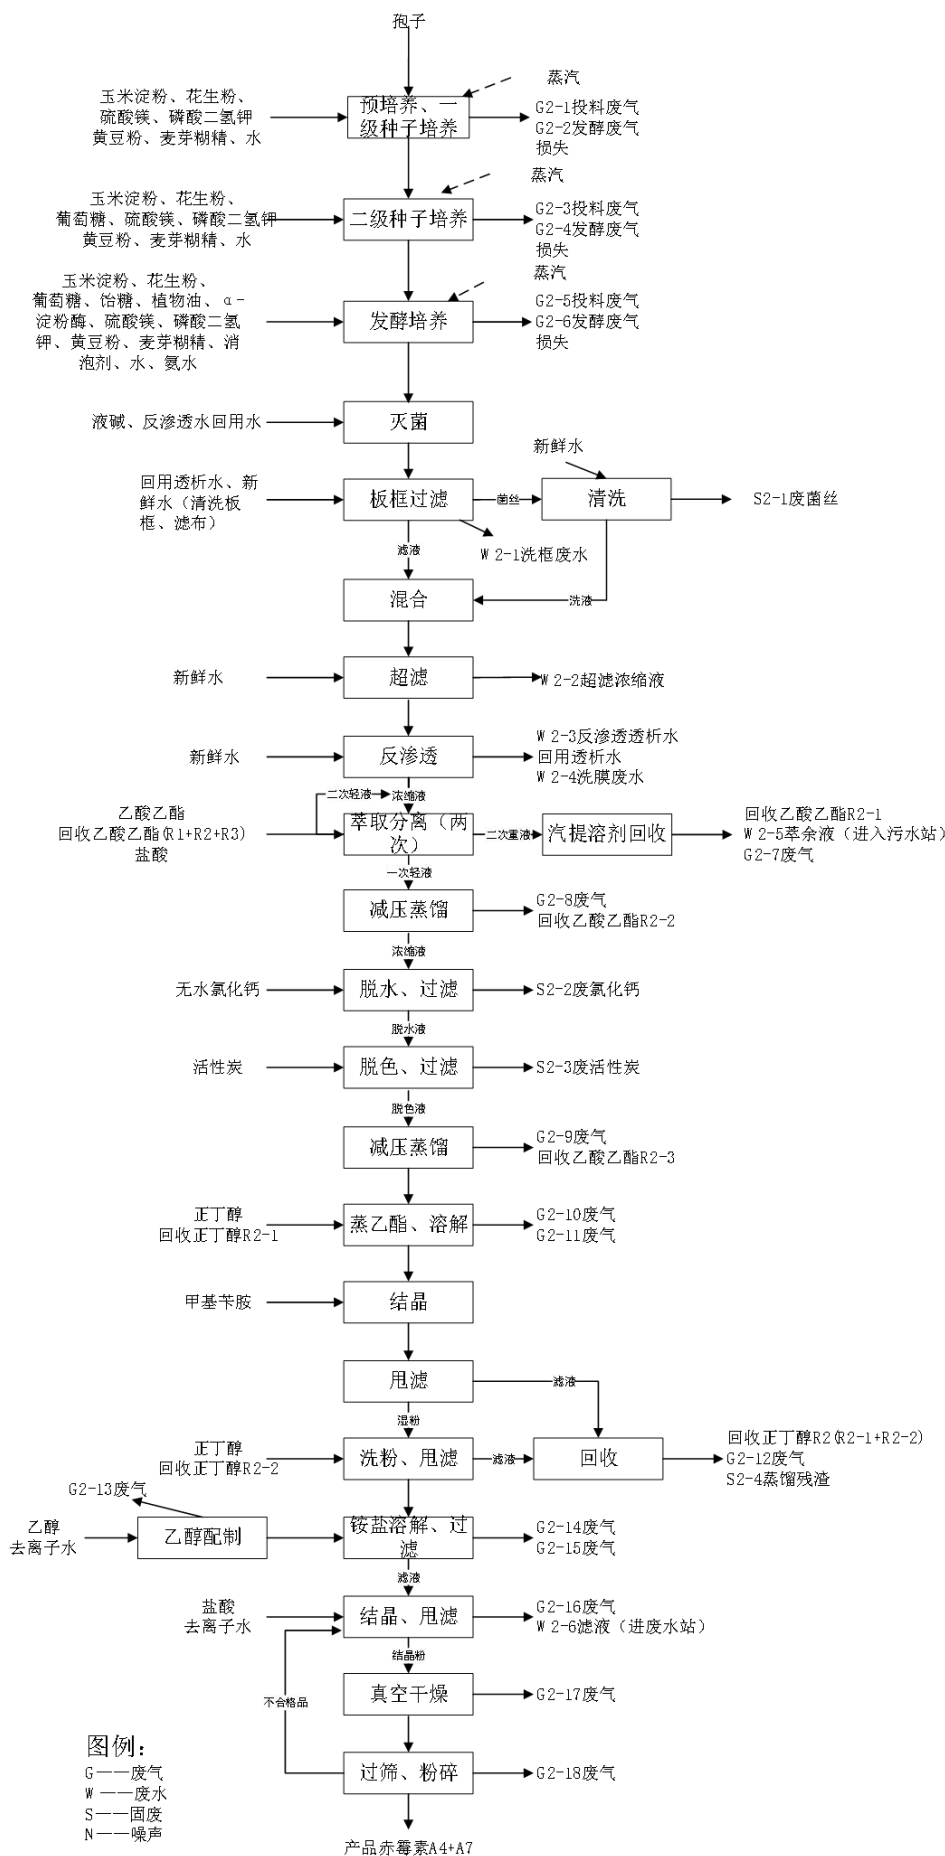 孢子
蒸汽
玉米淀粉、花生粉、
硫酸镁、磷酸二氢钾
黄豆粉、麦芽糊精、水
预培养、一
级种子培养
G2-1投料废气
G2-2发酵废气
损失
蒸汽
玉米淀粉、花生粉、
葡萄糖、硫酸镁、磷酸二氢钾
黄豆粉、麦芽糊精、水
二级种子培养
G2-3投料废气
G2-4发酵废气
损失
蒸汽
玉米淀粉、花生粉、
葡萄糖、饴糖、植物油、α-
淀粉酶、硫酸镁、磷酸二氢
钾、黄豆粉、麦芽糊精、消
泡剂、水、氨水
发酵培养
G2-5投料废气
G2-6发酵废气
损失
液碱、反渗透水回用水
灭菌
新鲜水
回用透析水、新
鲜水（清洗板
框、滤布）
板框过滤
菌丝
清洗
S2-1废菌丝
W2-1洗框废水
滤液
混合
洗液
新鲜水
超滤
W2-2超滤浓缩液
新鲜水
反渗透
W2-3反渗透透析水
回用透析水
W2-4洗膜废水
二次轻液
浓缩液
乙酸乙酯
回收乙酸乙酯(R1+R2+R3)
盐酸
萃取分离（两
次）
二次重液
汽提溶剂回收
回收乙酸乙酯R2-1
W2-5萃余液（进入污水站）
G2-7废气
一次轻液
减压蒸馏
G2-8废气
回收乙酸乙酯R2-2
浓缩液
无水氯化钙
脱水、过滤
S2-2废氯化钙
脱水液
活性炭
脱色、过滤
S2-3废活性炭
脱色液
减压蒸馏
G2-9废气
回收乙酸乙酯R2-3
正丁醇
回收正丁醇R2-1
蒸乙酯、溶解
G2-10废气
G2-11废气
甲基苄胺
结晶
甩滤
滤液
湿粉
正丁醇
回收正丁醇R2-2
洗粉、甩滤
滤液
回收
回收正丁醇R2(R2-1+R2-2)
G2-12废气
S2-4蒸馏残渣
G2-13废气
乙醇
去离子水
乙醇配制
铵盐溶解、过
滤
G2-14废气
G2-15废气
滤液
盐酸
去离子水
结晶、甩滤
G2-16废气
W2-6滤液（进废水站）
结晶粉
不合格品
真空干燥
G2-17废气
过筛、粉碎
G2-18废气
产品赤霉素A4+A7
图例：
G——废气
W——废水
S——固废
N——噪声